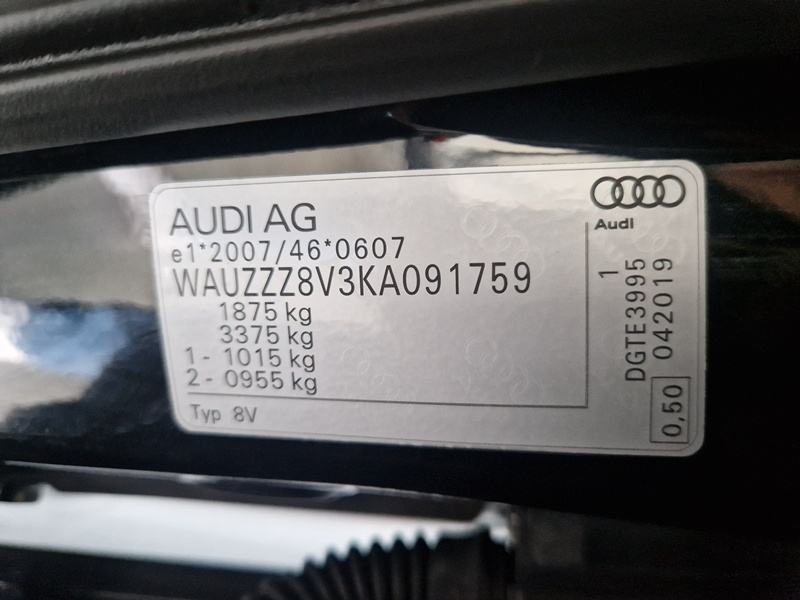 AUDI AG
e1*2007/46*0607
WAUZZZ8V3KA091759
1875 kg
3375 kg
1 - 1015 kg
2 - 0955 kg
Typ 8V
Audi
1
DGTE3995
042019
0,50